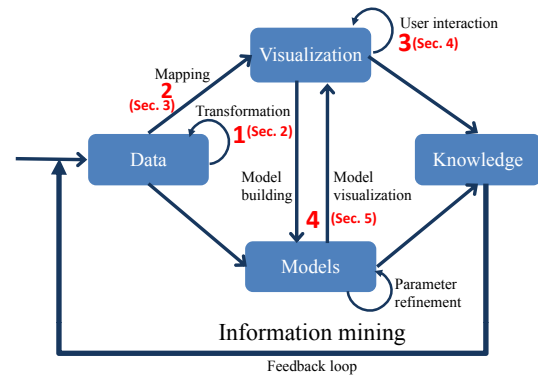 User interaction
3 (Sec. 4)
Visualization
Mapping
2
(Sec. 3)
Transformation
1 (Sec. 2)
Data
Knowledge
Model
building
Model
visualization
4 (Sec. 5)
Models
Parameter
refinement
Information mining
Feedback loop